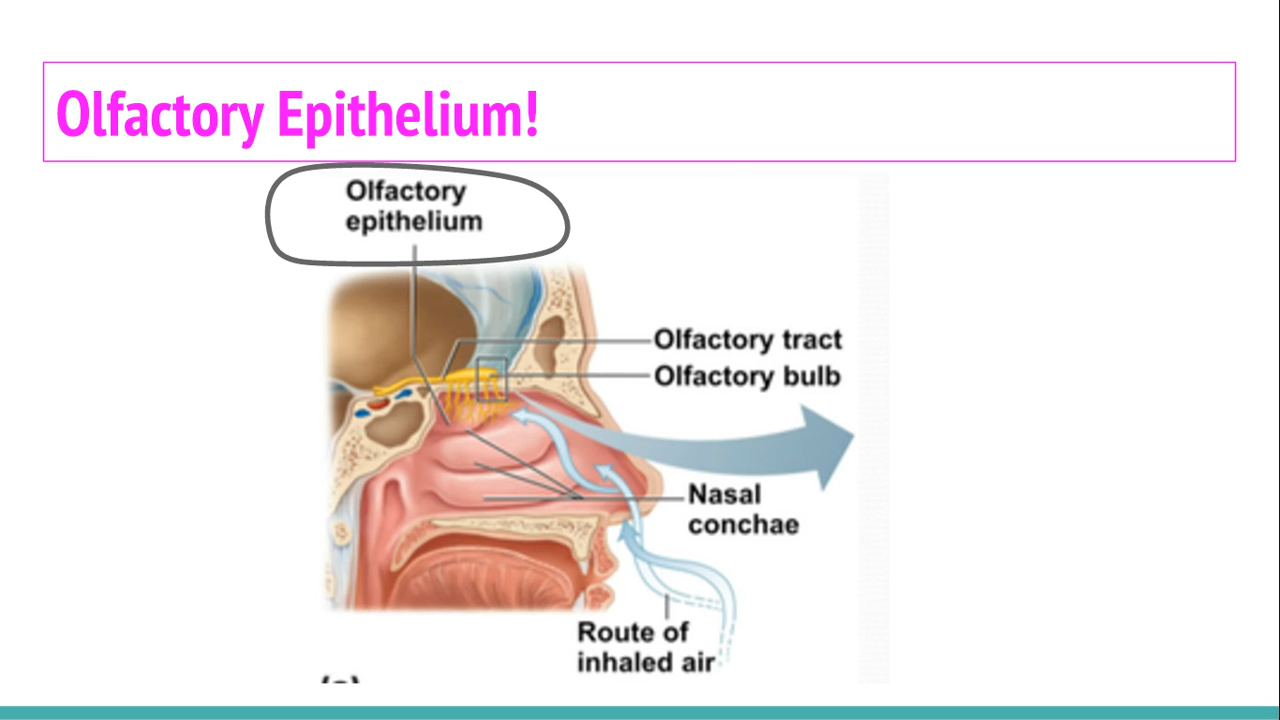 Olfactory Epithelium!
Olfactory
epithelium
Olfactory tract
Olfactory bulb
Nasal
conchae
Route of
inhaled air